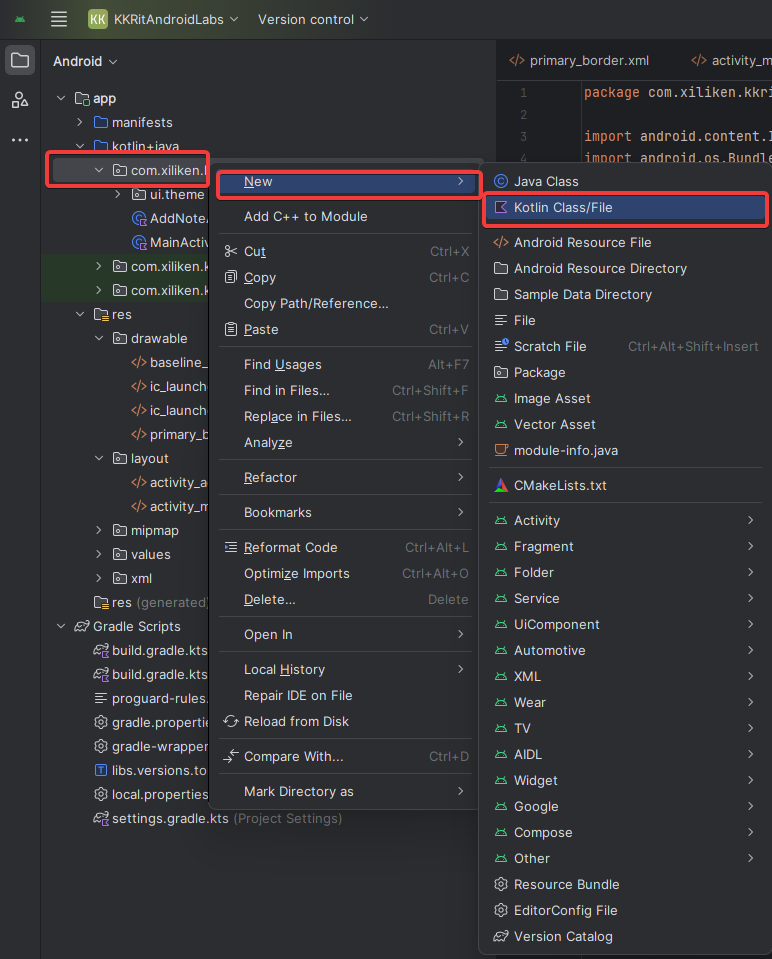 KK KKRitAndroidLabs Version control
Android
primary_border.xml
activity_m
app
manifests
kotlin+java
com.xiliken.
ui.theme
AddNote
MainActiv
com.xiliken.k
com.xiliken.k
res
drawable
baseline_
ic_launch
ic_launch
primary_b
layout
activity_a
activity_m
mipmap
values
xml
res (generated)
Gradle Scripts
build.gradle.kts
build.gradle.kts
proguard-rules.
gradle.properti
gradle-wrapper
libs.versions.to
local.properties
settings.gradle.kts (Project Settings)
1 package com.xiliken.kkri
2
3 import android.content.I
4 import android.os.Bundle
New
Add C++ to Module
Cut Ctrl+X
Copy Ctrl+C
Copy Path/Reference...
Paste Ctrl+V
Find Usages Alt+F7
Find in Files... Ctrl+Shift+F
Replace in Files... Ctrl+Shift+R
Analyze
Refactor
Bookmarks
Reformat Code Ctrl+Alt+L
Optimize Imports Ctrl+Alt+O
Delete... Delete
Open In
Local History
Repair IDE on File
Reload from Disk
Compare With... Ctrl+D
Mark Directory as
Java Class
Kotlin Class/File
Android Resource File
Android Resource Directory
Sample Data Directory
File
Scratch File Ctrl+Alt+Shift+Insert
Package
Image Asset
Vector Asset
module-info.java
CMakeLists.txt
Activity
Fragment
Folder
Service
UiComponent
Automotive
XML
Wear
TV
AIDL
Widget
Google
Compose
Other
Resource Bundle
EditorConfig File
Version Catalog